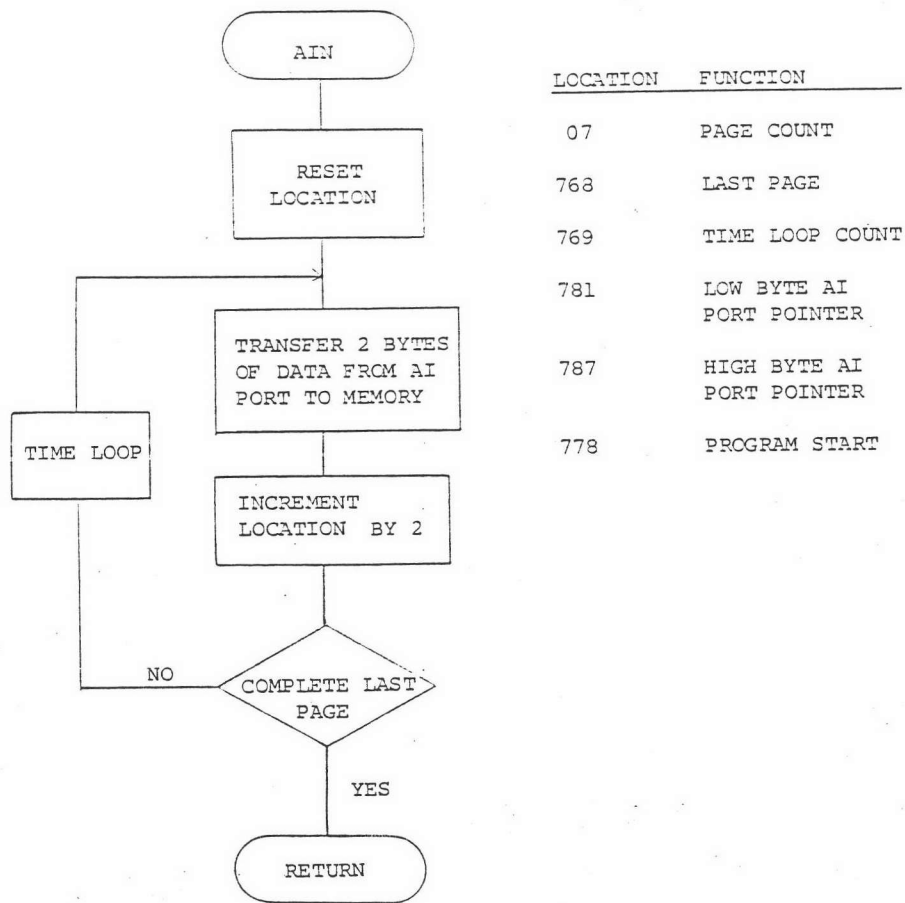 AIN
RESET
LOCATION
TRANSFER 2 BYTES
OF DATA FROM AI
PORT TO MEMORY
TIME LOOP
INCREMENT
LOCATION BY 2
NO
COMPLETE LAST
PAGE
YES
RETURN
LOCATION FUNCTION
07 PAGE COUNT
768 LAST PAGE
769 TIME LOOP COUNT
781 LOW BYTE AI
PORT POINTER
787 HIGH BYTE AI
PORT POINTER
778 PROGRAM START